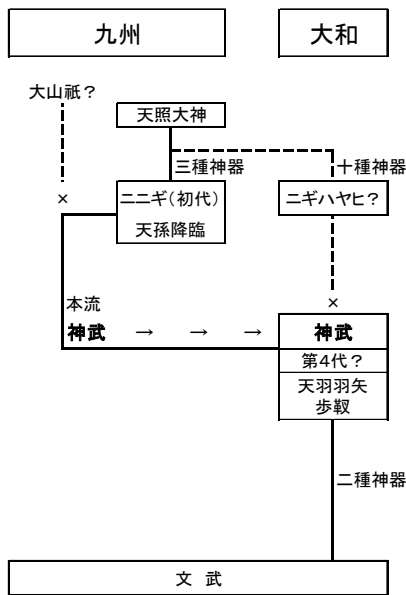 九州
大和
大山祇？
天照大神
三種神器
十種神器
×
ニニギ（初代）
天孫降臨
ニギハヤヒ？
本流
×
神武 → → → 神武
第4代？
天羽羽矢
歩靫
二種神器
文 武